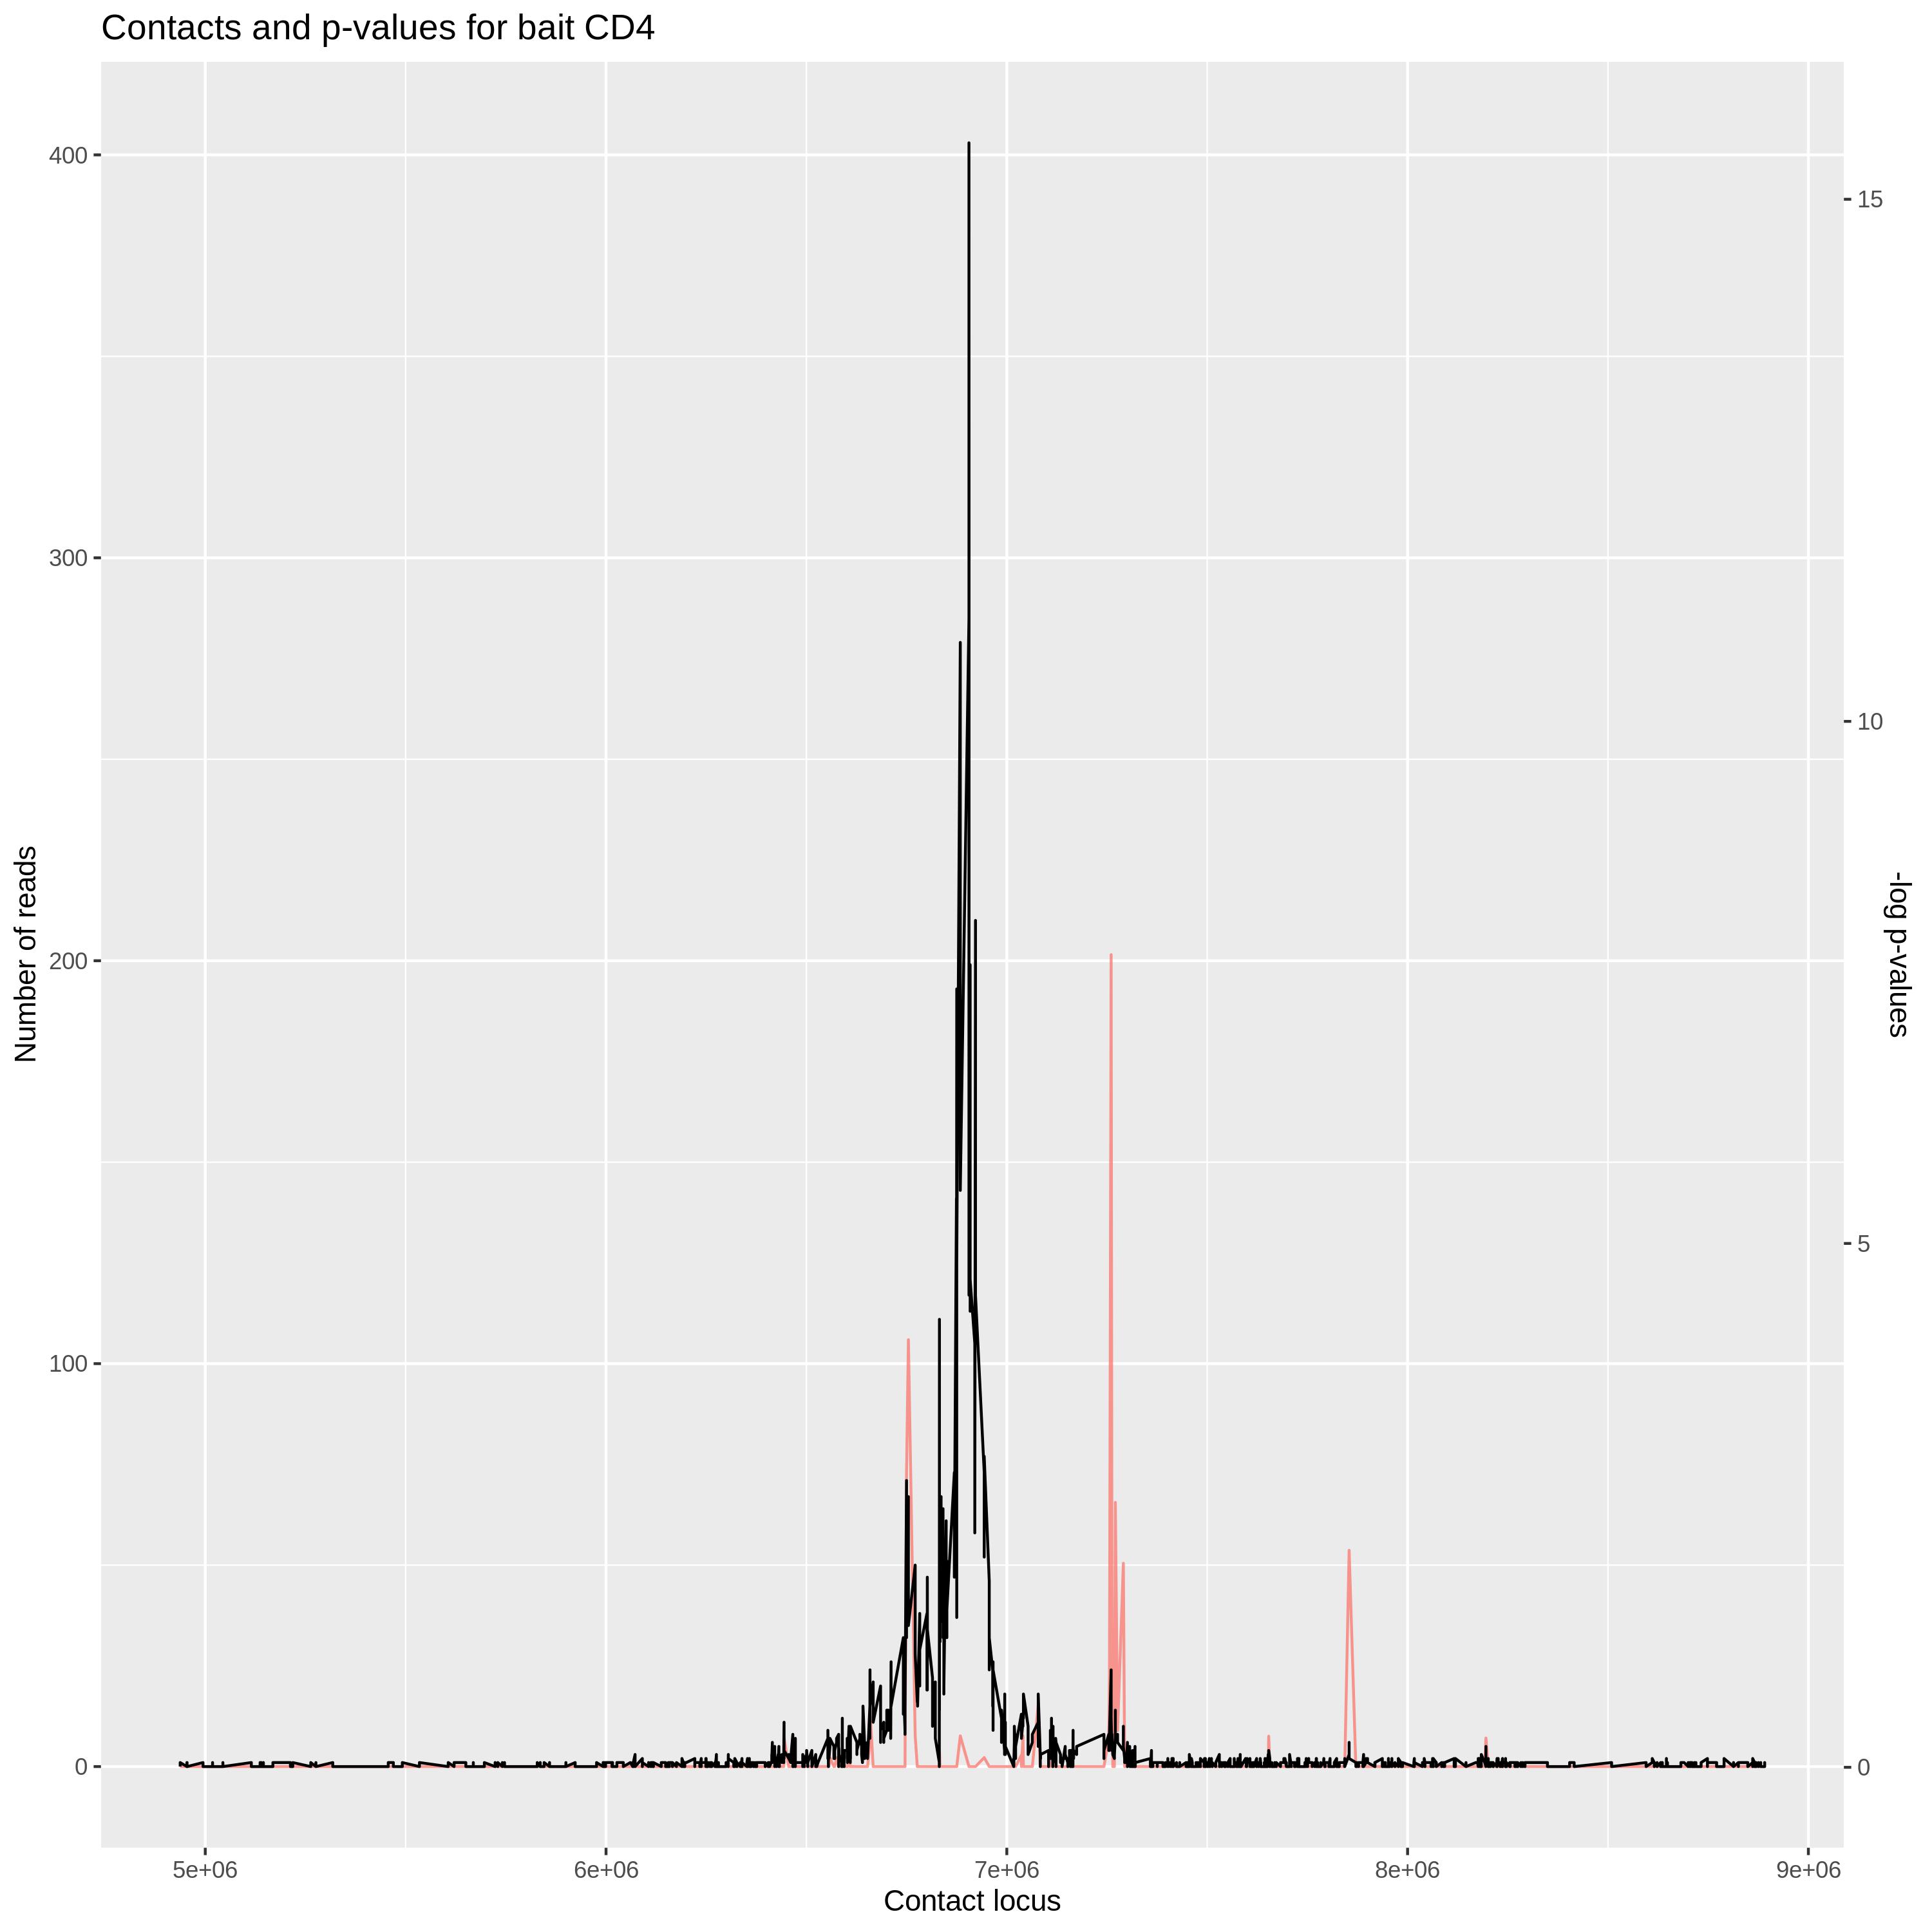 Contacts and p-values for bait CD4
400
300
200
100
0
Number of reads
15
10
5
0
-log p-values
5e+06
6e+06
7e+06
8e+06
9e+06
Contact locus